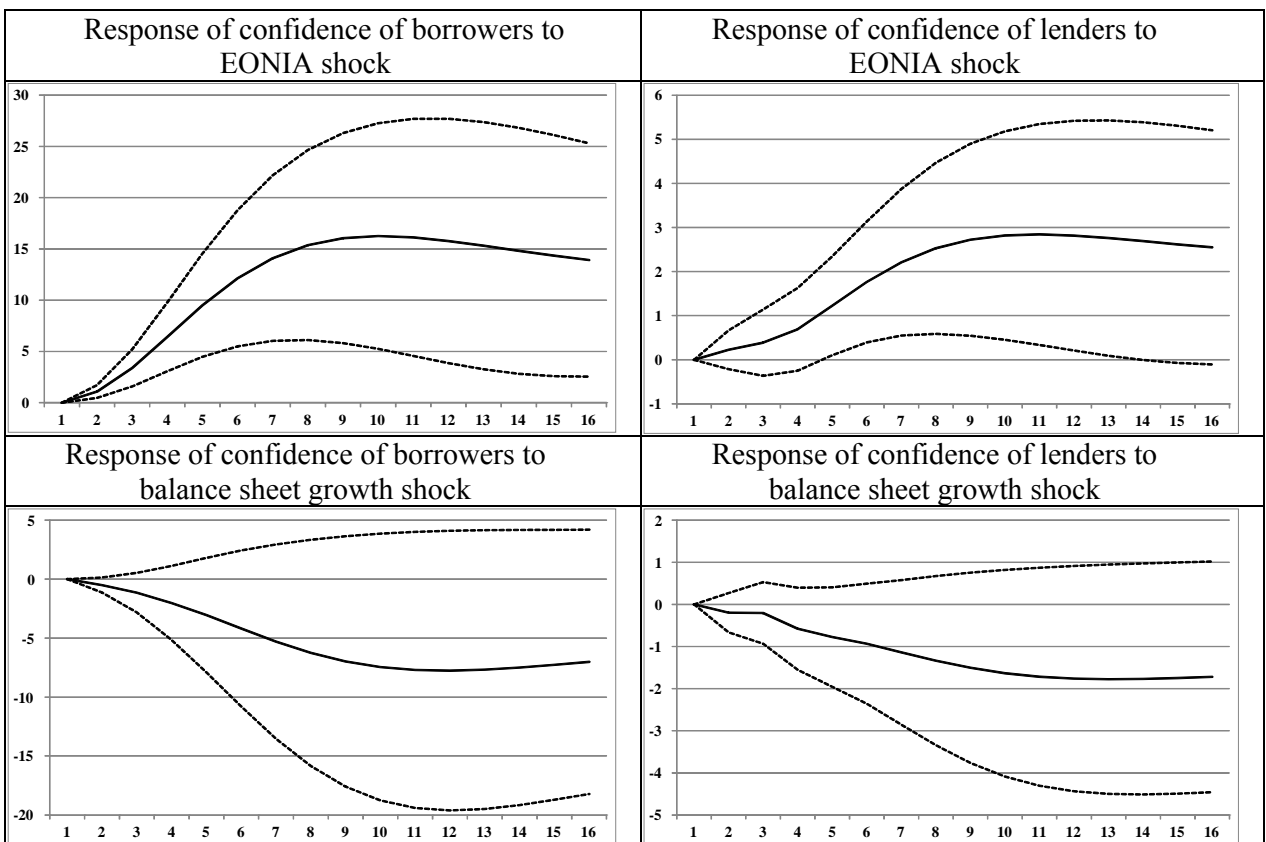 Response of confidence of borrowers to
EONIA shock
Response of confidence of lenders to
EONIA shock
30
25
20
15
10
5
0
1 2 3 4 5 6 7 8 9 10 11 12 13 14 15 16
6
5
4
3
2
1
0
-1
1 2 3 4 5 6 7 8 9 10 11 12 13 14 15 16
Response of confidence of borrowers to
balance sheet growth shock
Response of confidence of lenders to
balance sheet growth shock
5
0
-5
-10
-15
-20
1 2 3 4 5 6 7 8 9 10 11 12 13 14 15 16
2
1
0
-1
-2
-3
-4
-5
1 2 3 4 5 6 7 8 9 10 11 12 13 14 15 16